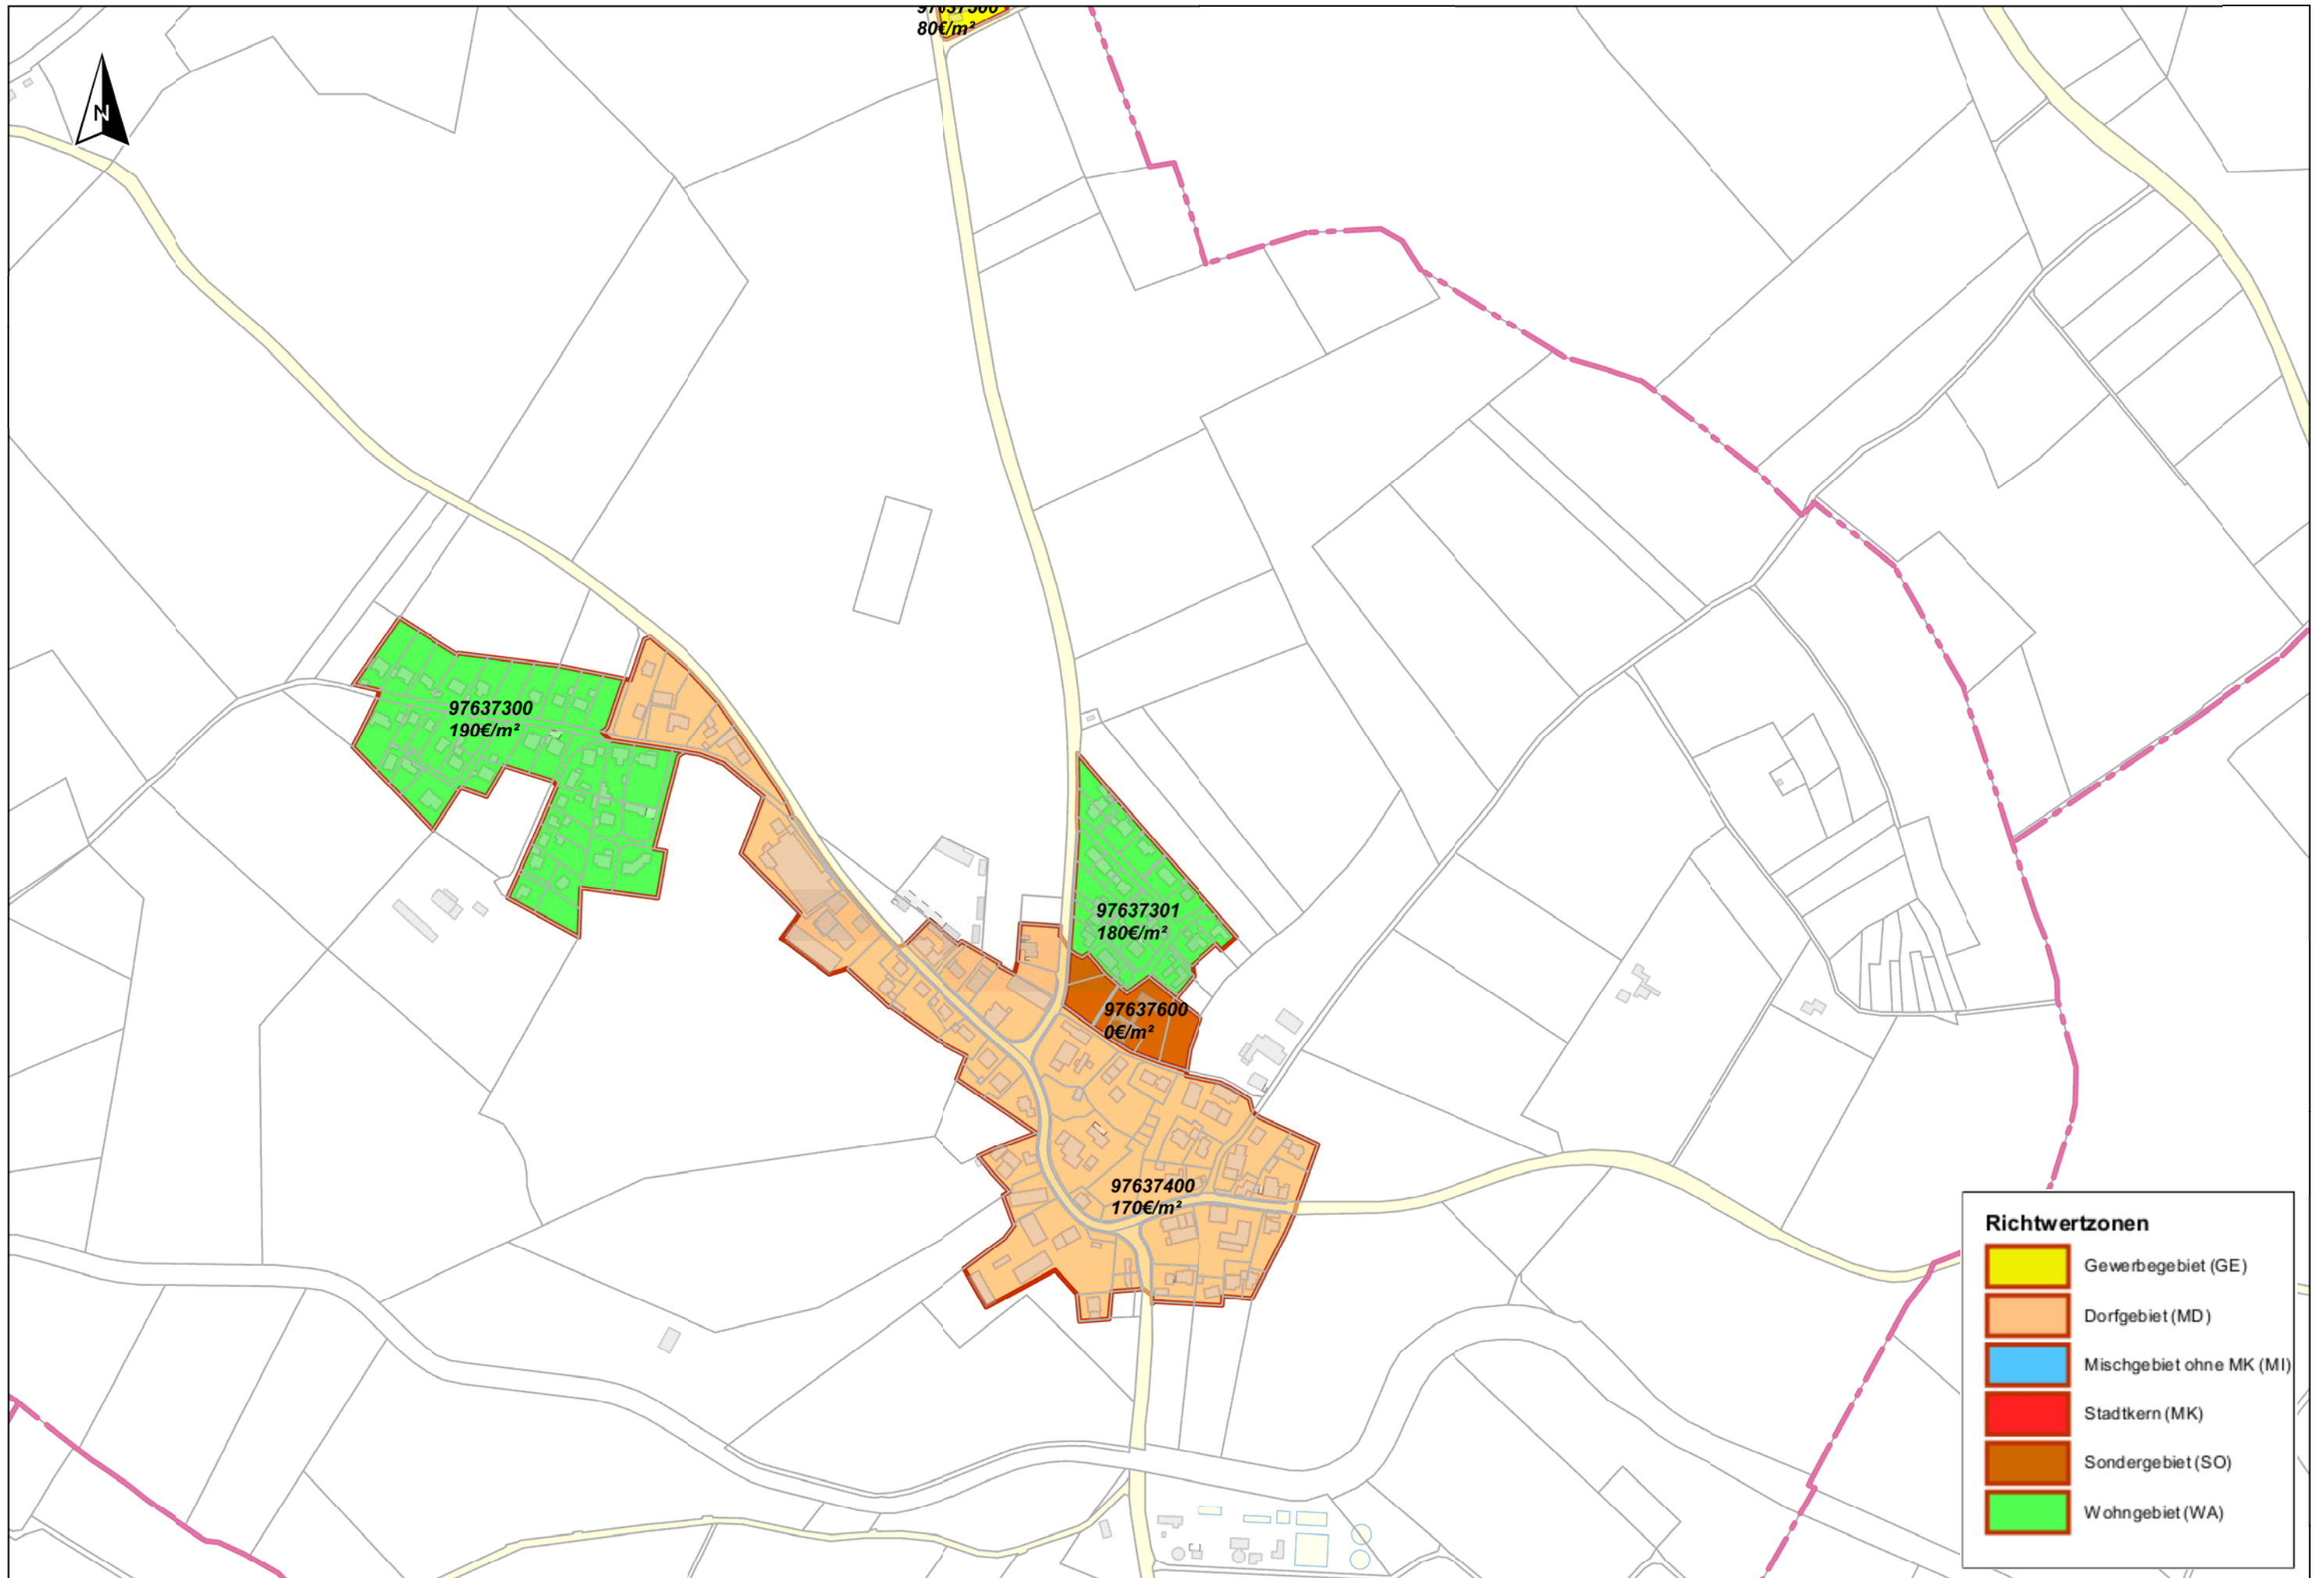 80€/m²
N
97637300
190€/m²
97637301
180€/m²
97637600
0€/m²
97637400
170€/m²
Richtwertzonen
Gewerbegebiet (GE)
Dorfgebiet (MD)
Mischgebiet ohne MK (MI)
Stadtkern (MK)
Sondergebiet (SO)
Wohngebiet (WA)